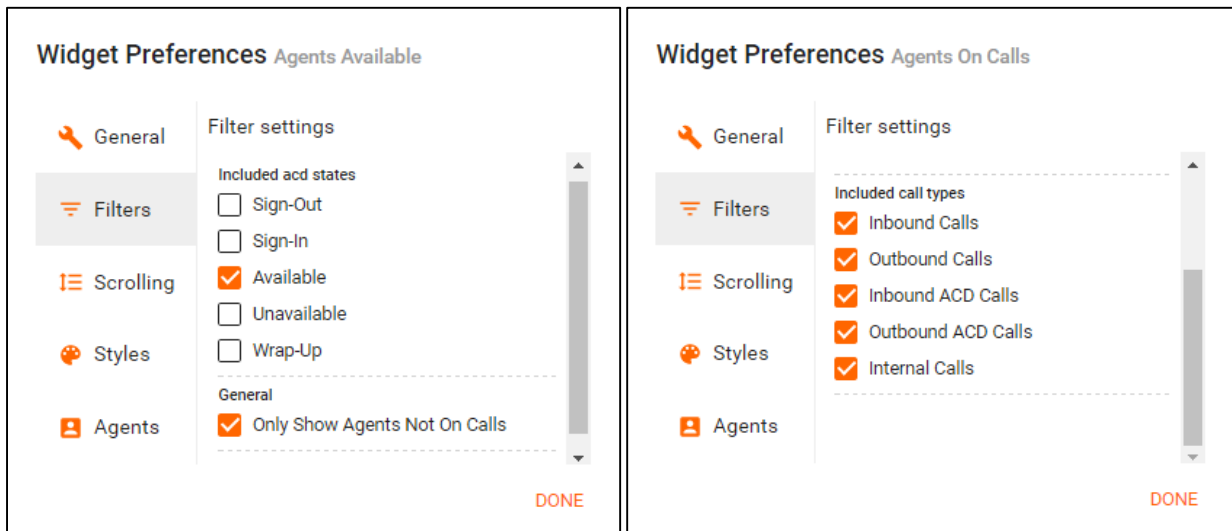 Widget Preferences Agents Available
General
Filters
Scrolling
Styles
Agents
Filter settings
Included acd states
Sign-Out
Sign-In
Available
Unavailable
Wrap-Up
General
Only Show Agents Not On Calls
DONE
Widget Preferences Agents On Calls
General
Filters
Scrolling
Styles
Agents
Filter settings
Included call types
Inbound Calls
Outbound Calls
Inbound ACD Calls
Outbound ACD Calls
Internal Calls
DONE